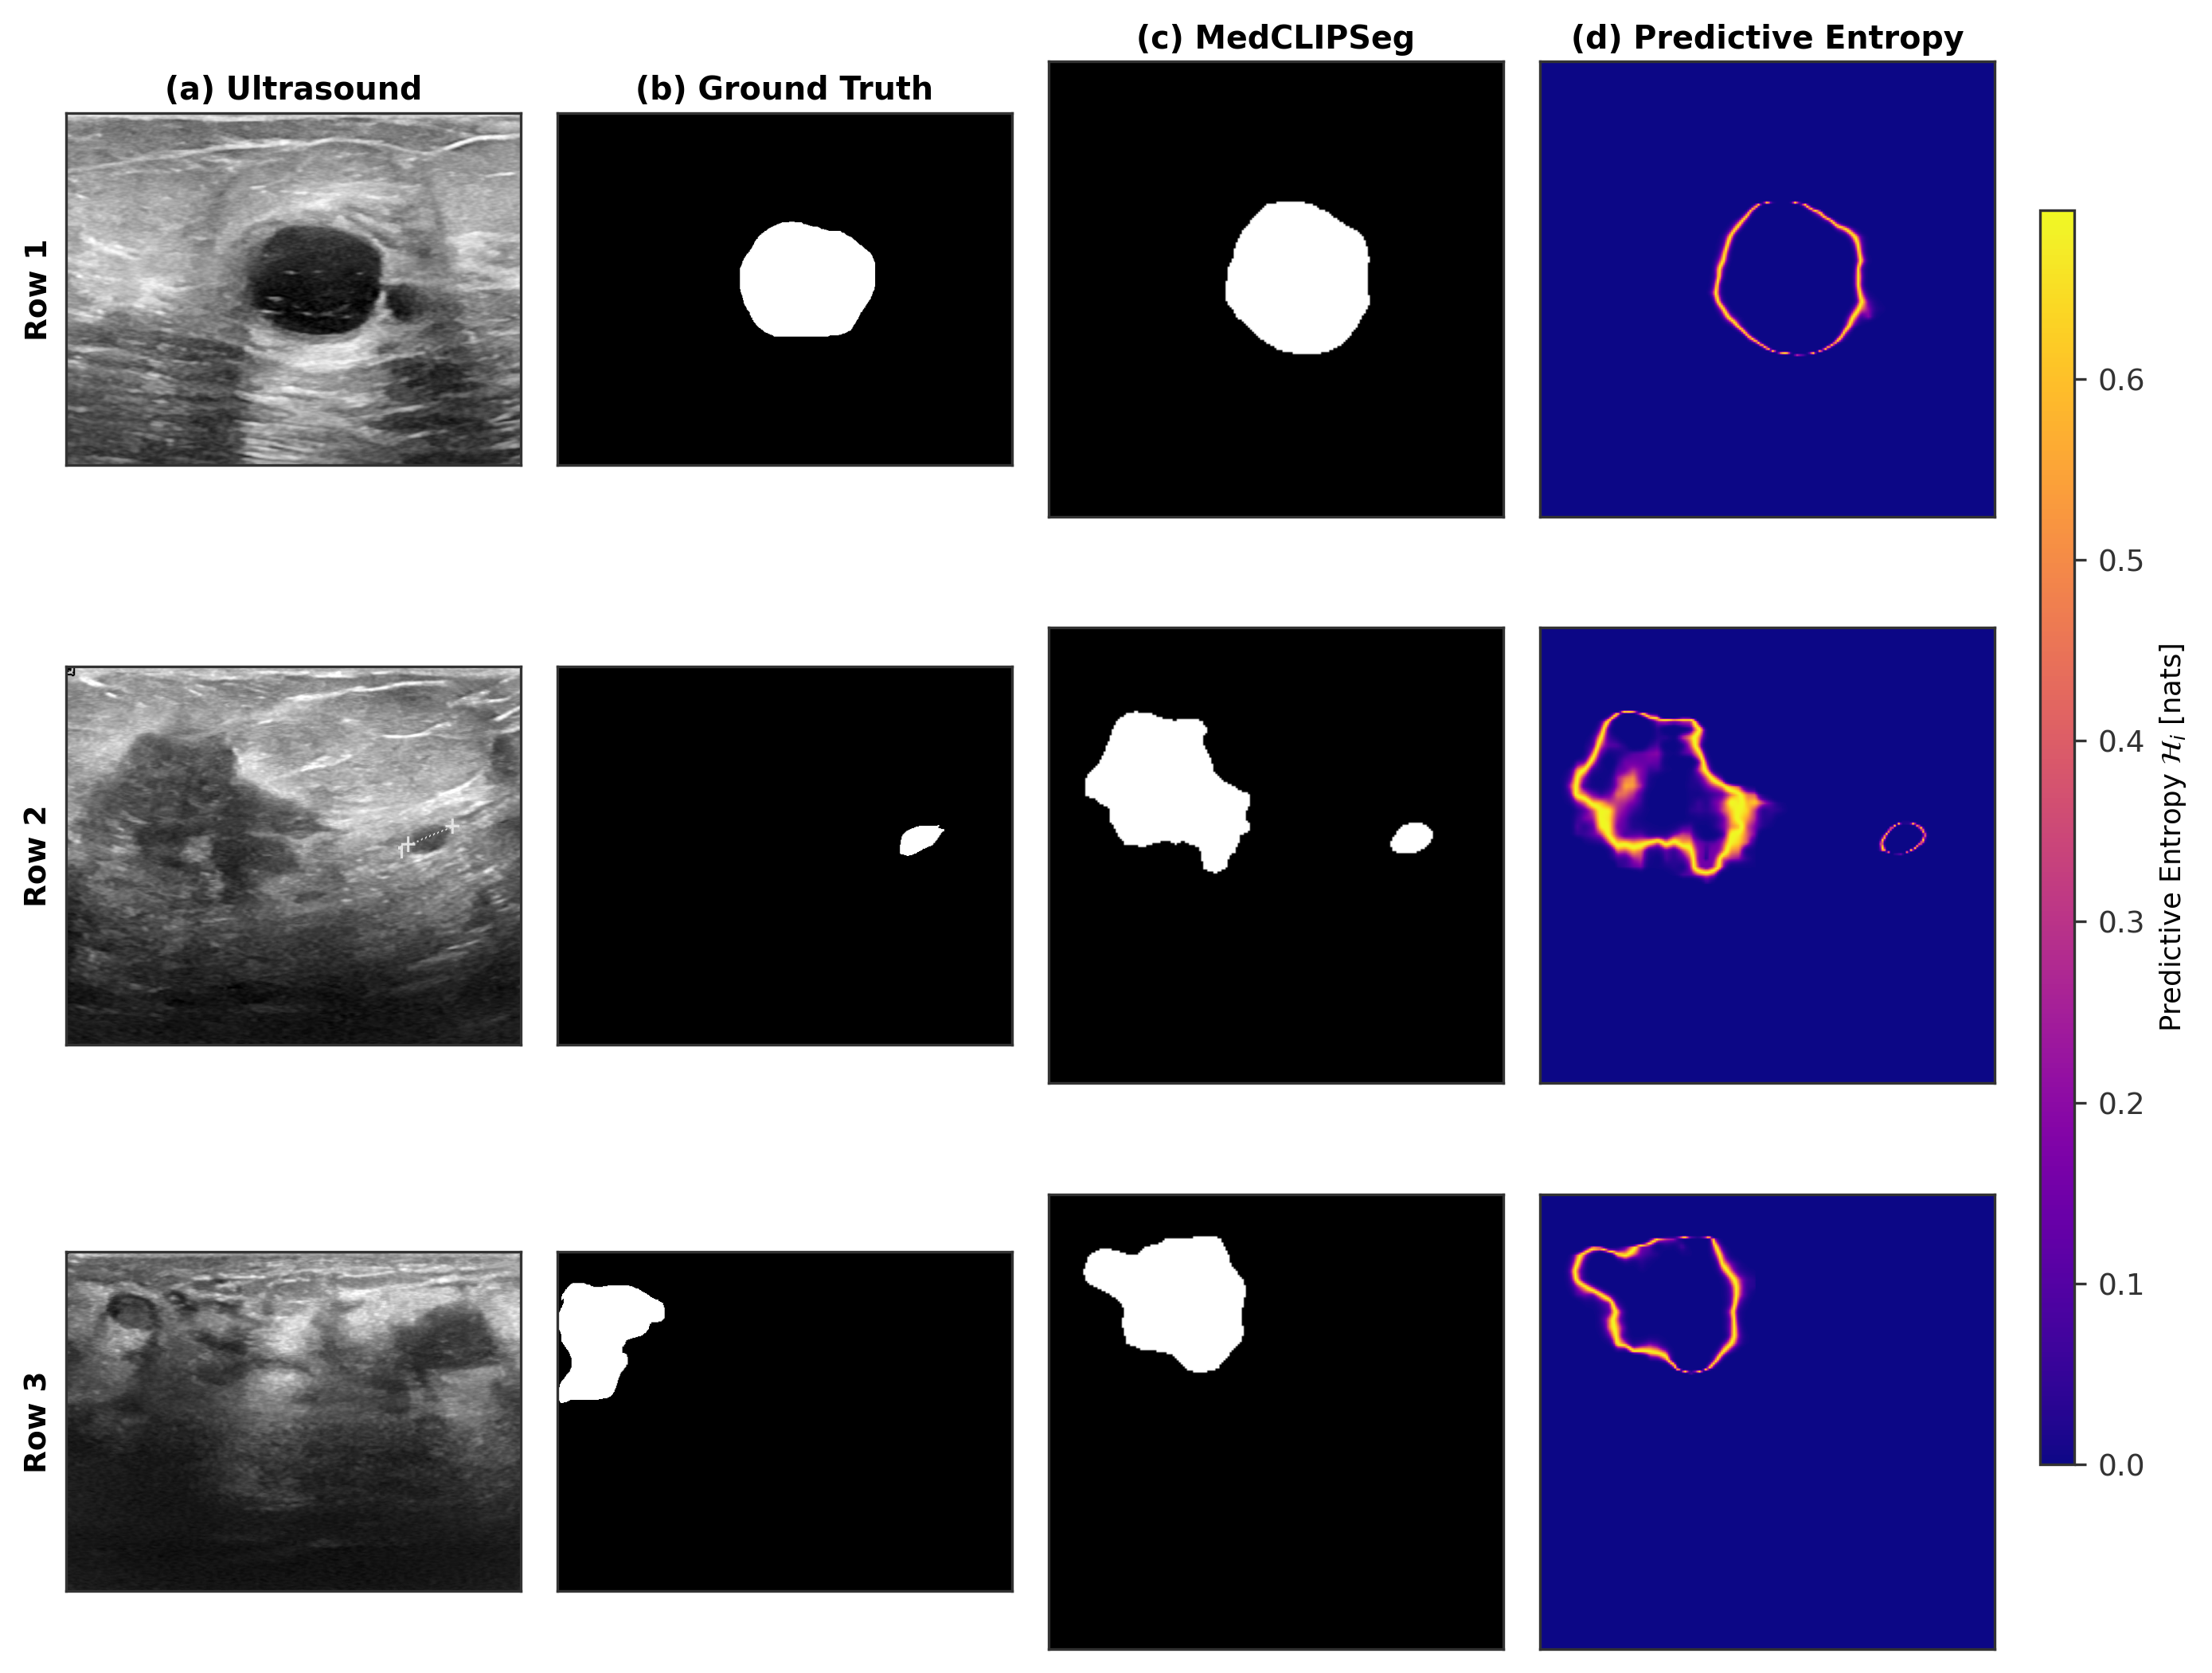 (a) Ultrasound
(b) Ground Truth
(c) MedCLIPSeg
(d) Predictive Entropy
Row 1
Row 2
Row 3
0.6
0.5
0.4
0.3
0.2
0.1
0.0
Predictive Entropy ℋᵢ [nats]